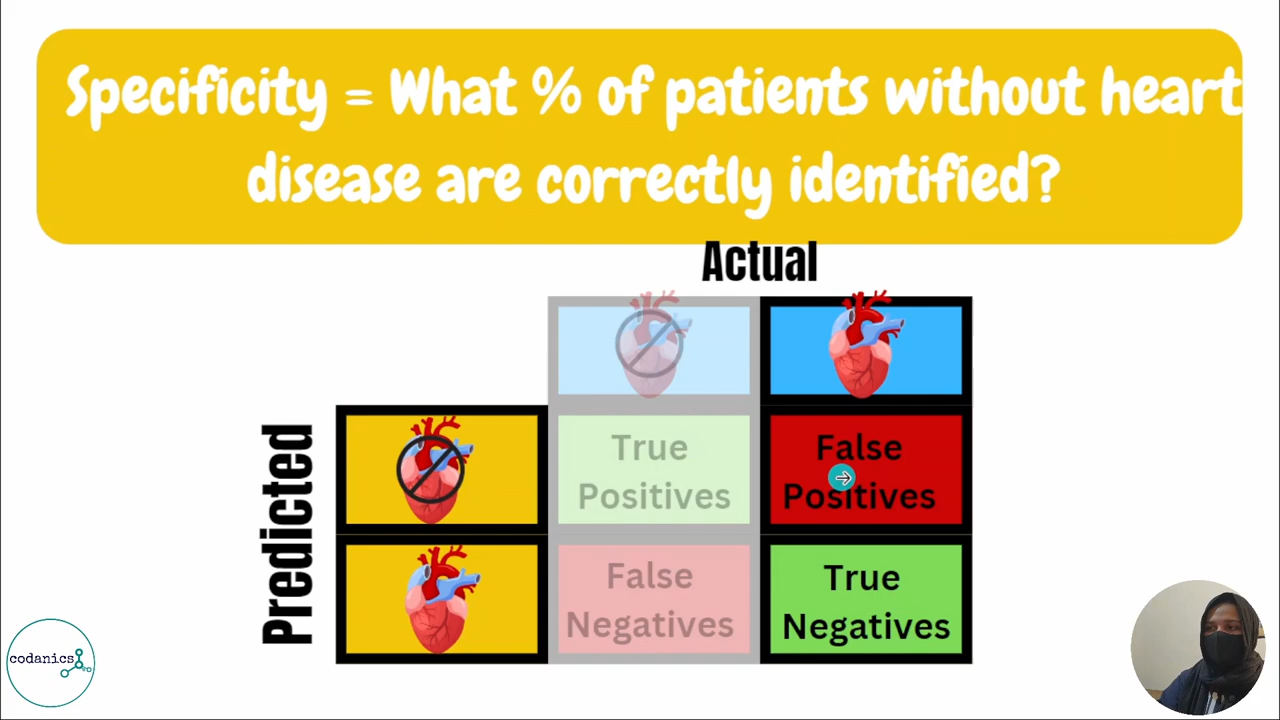 Specificity = What % of patients without heart
disease are correctly identified?
Actual
Predicted
True
Positives
False
Positives
False
Negatives
True
Negatives
codanics